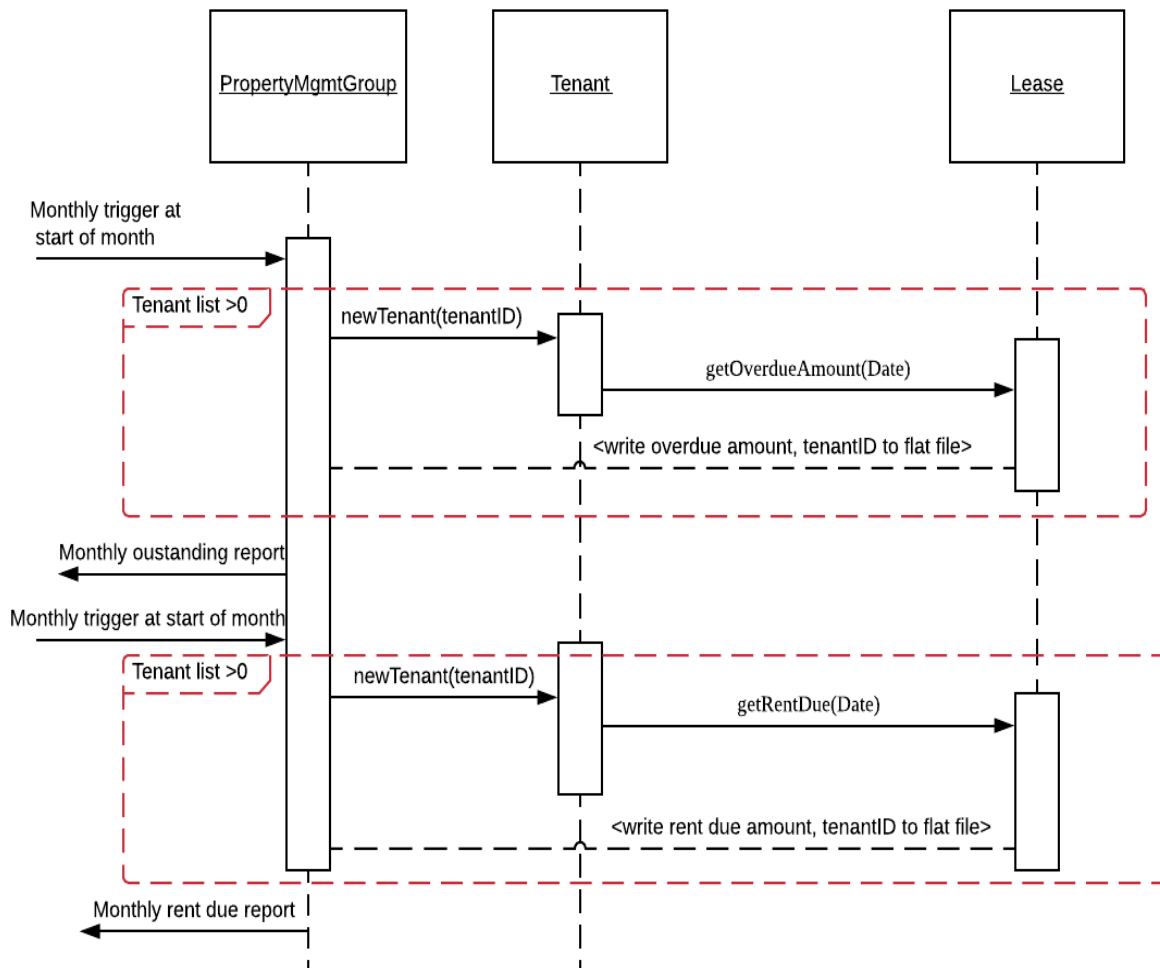 PropertyMgmtGroup
Tenant
Lease
Monthly trigger at
start of month
Tenant list >0
newTenant(tenantID)
getOverdueAmount(Date)
<write overdue amount, tenantID to flat file>
Monthly oustanding report
Monthly trigger at start of month
Tenant list >0
newTenant(tenantID)
getRentDue(Date)
<write rent due amount, tenantID to flat file>
Monthly rent due report